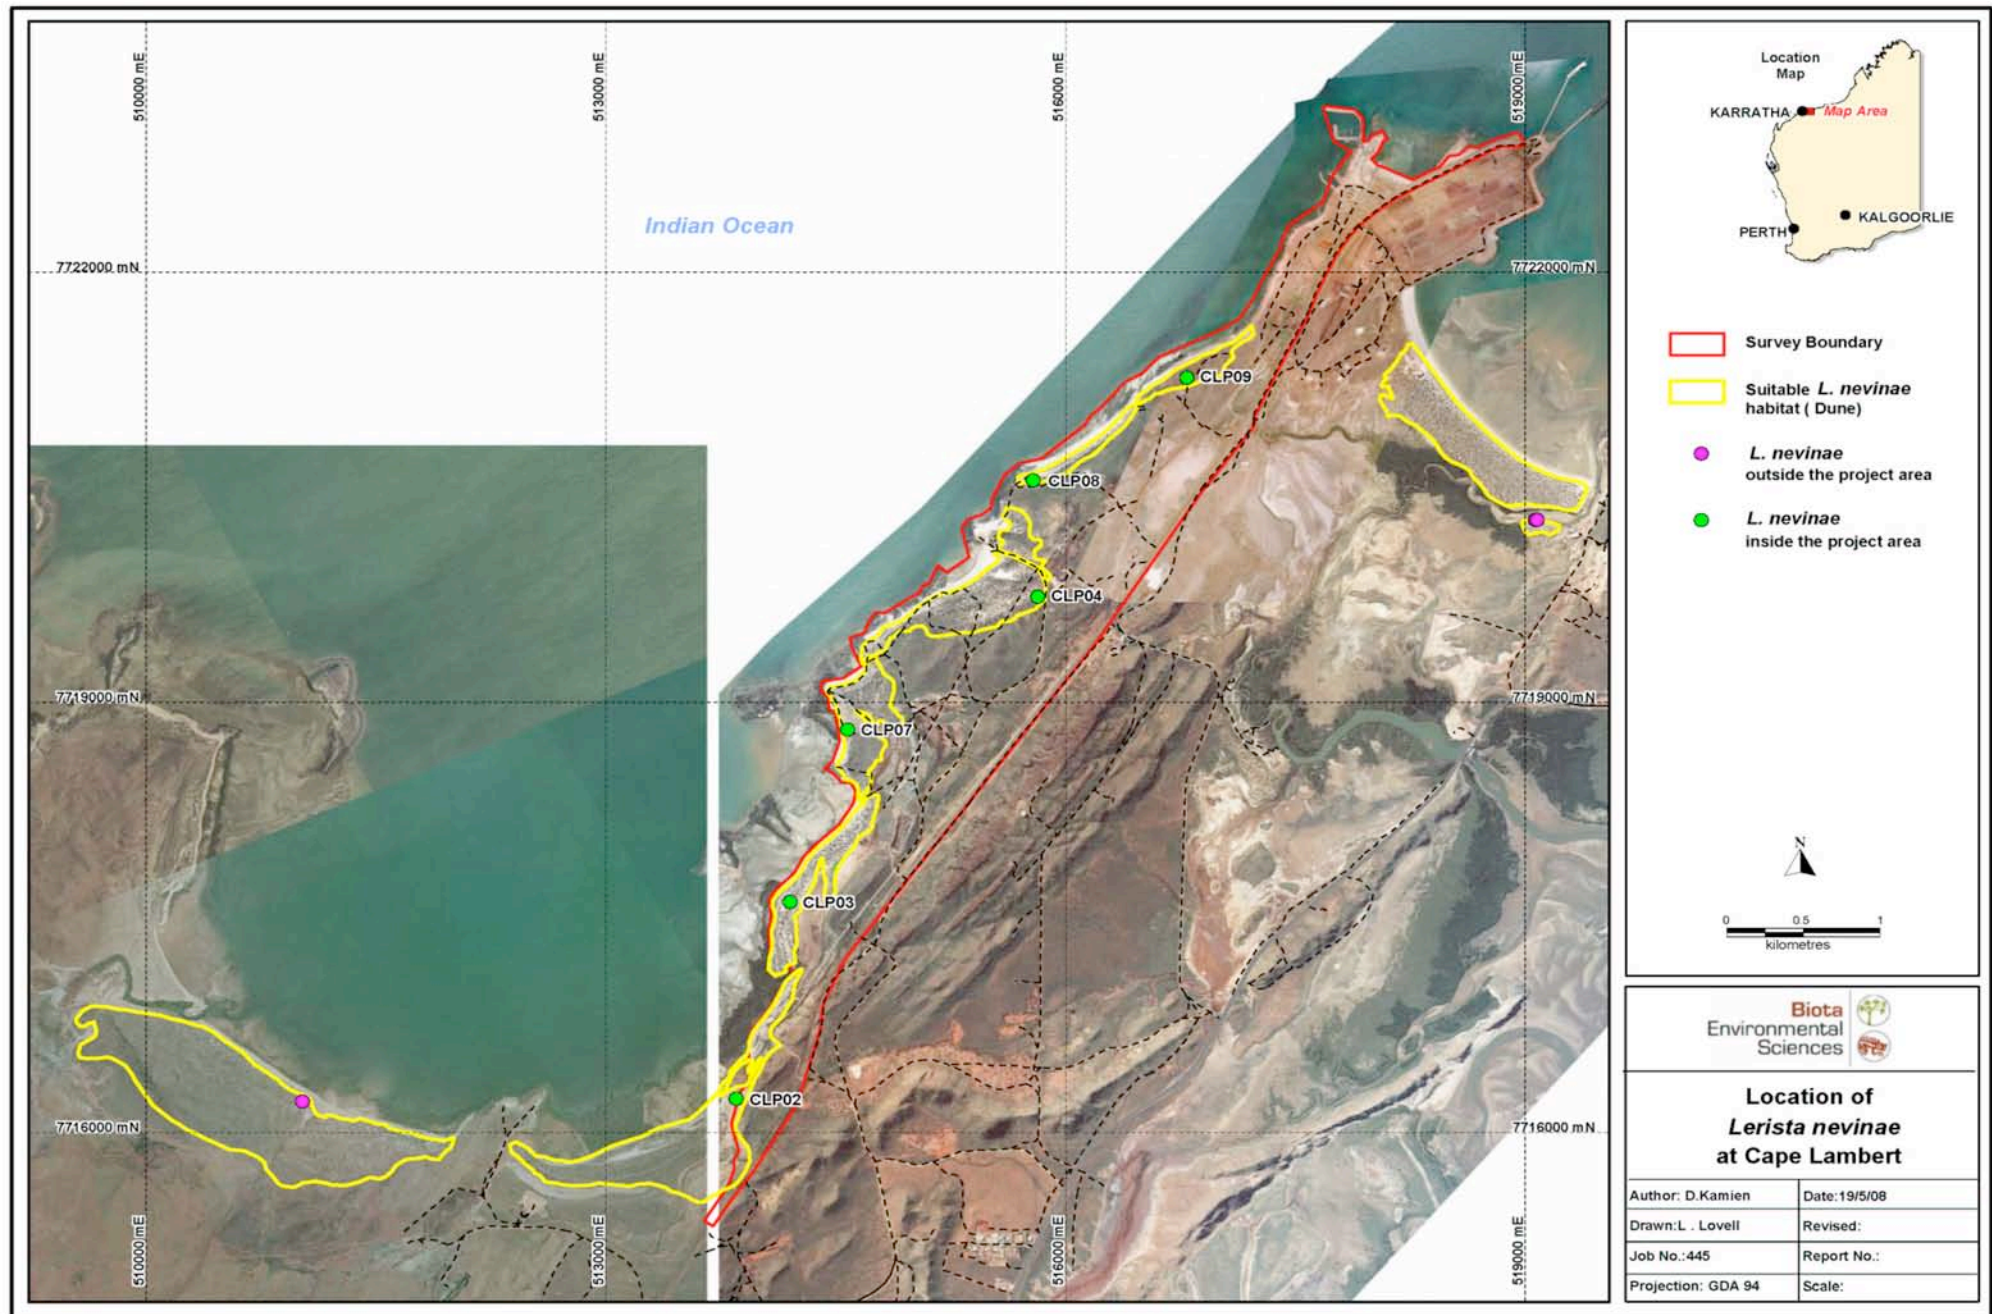 510000 mE
513000 mE
516000 mE
519000 mE
Indian Ocean
7722000 mN
7722000 mN
CLP09
CLP08
CLP04
7719000 mN
7719000 mN
CLP07
CLP03
CLP02
7716000 mN
7716000 mN
510000 mE
513000 mE
516000 mE
519000 mE
Location
Map
KARRATHA
Map Area
KALGOORLIE
PERTH
Survey Boundary
Suitable L. nevinae
habitat ( Dune)
L. nevinae
outside the project area
L. nevinae
inside the project area
N
0 0.5 1
kilometres
Biota
Environmental
Sciences
Location of
Lerista nevinae
at Cape Lambert
Author: D.Kamien
Date:19/5/08
Drawn:L . Lovell
Revised:
Job No.:445
Report No.:
Projection: GDA 94
Scale: